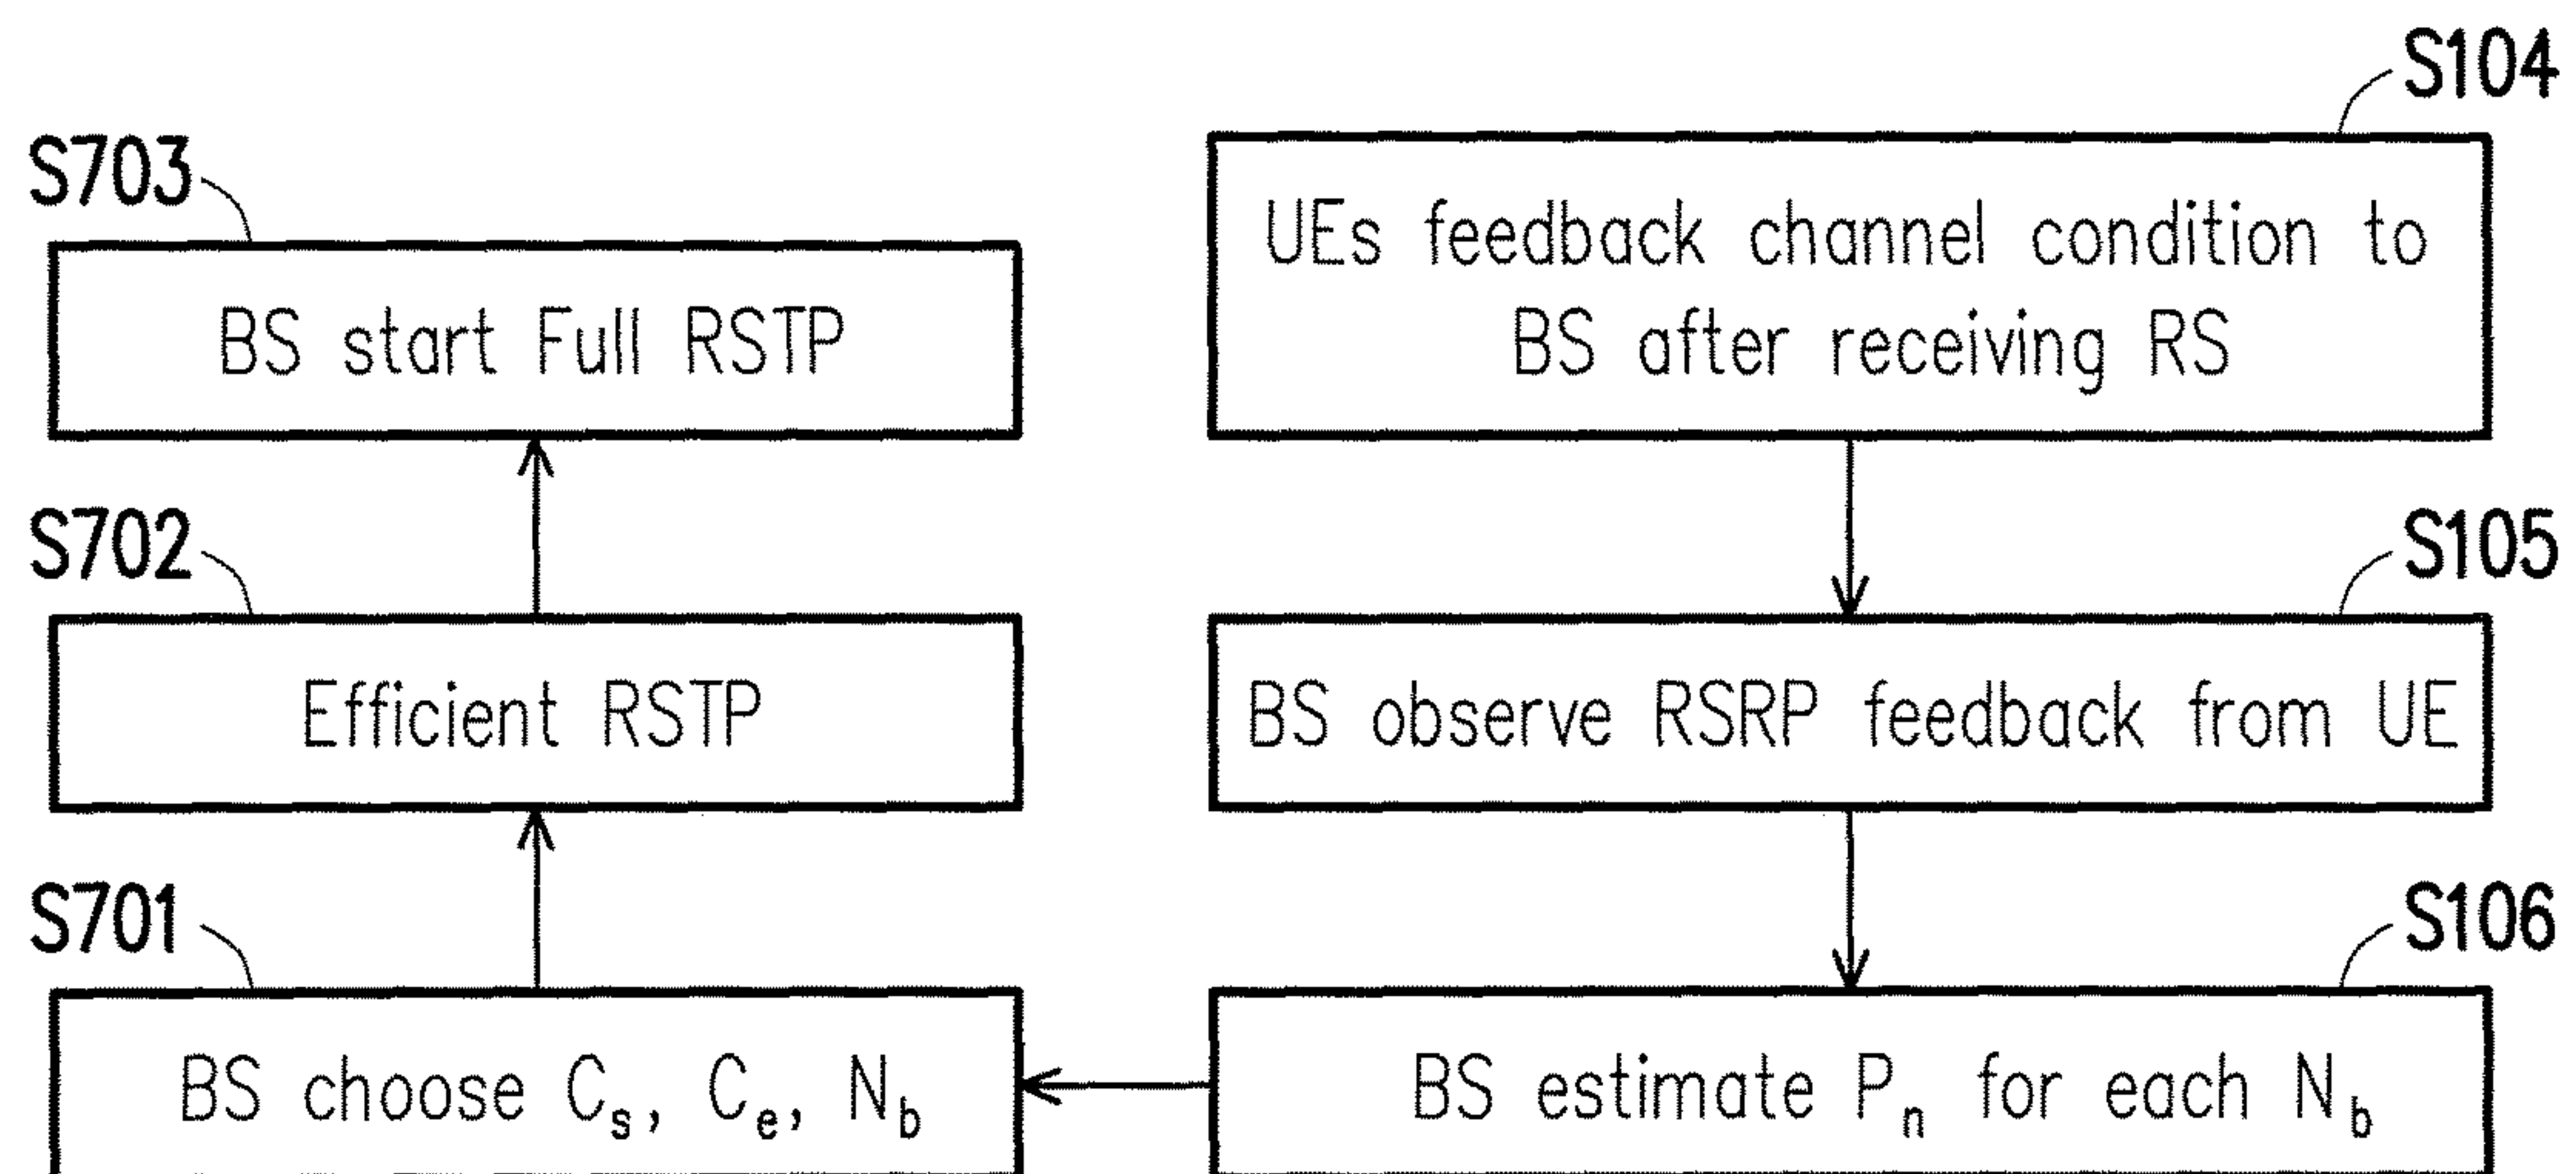 S104
UEs feedback channel condition to
BS after receiving RS
S703
BS start Full RSTP
S105
BS observe RSRP feedback from UE
S702
Efficient RSTP
S106
BS estimate Pn for each Nb
S701
BS choose Cs, Ce, Nb